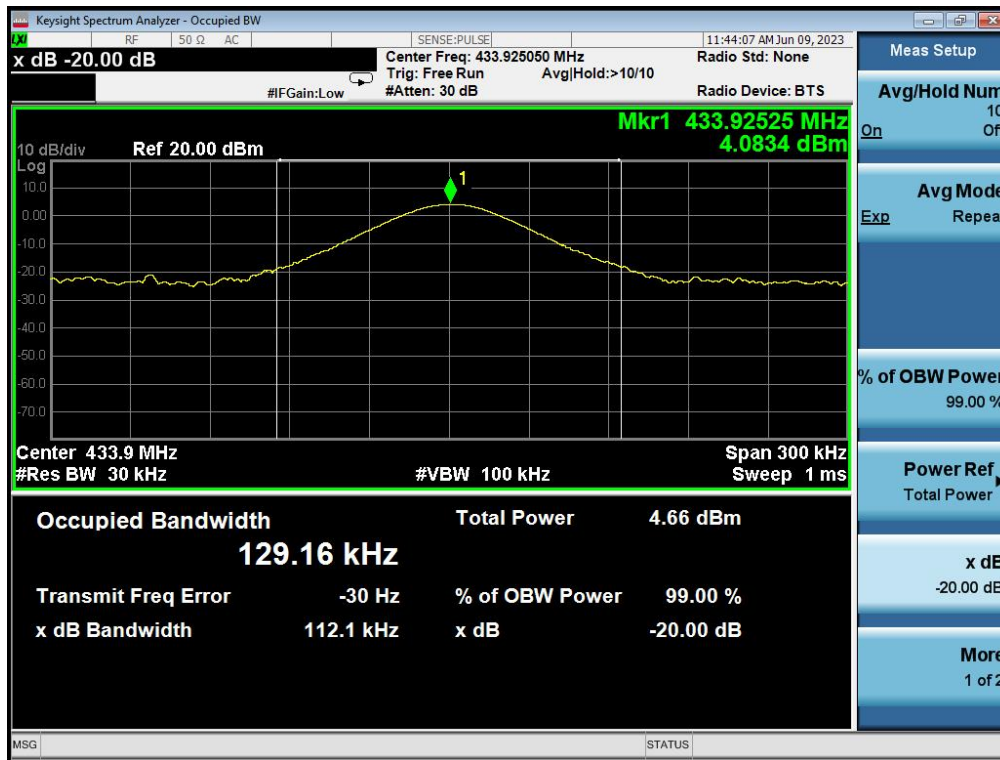 Keysight Spectrum Analyzer - Occupied BW
LXI RF 50 Ω AC SENSE:PULSE 11:44:07 AM Jun 09, 2023
x dB -20.00 dB
Center Freq: 433.925050 MHz Radio Std: None
Trig: Free Run Avg|Hold:>10/10
#IFGain:Low #Atten: 30 dB Radio Device: BTS
Mkr1 433.92525 MHz
4.0834 dBm
10 dB/div Ref 20.00 dBm
Log
1
10.0
0.00
-10.0
-20.0
-30.0
-40.0
-50.0
-60.0
-70.0
Center 433.9 MHz Span 300 kHz
#Res BW 30 kHz #VBW 100 kHz Sweep 1 ms
Occupied Bandwidth Total Power 4.66 dBm
129.16 kHz
Transmit Freq Error -30 Hz % of OBW Power 99.00 %
x dB Bandwidth 112.1 kHz x dB -20.00 dB
MSG STATUS
Meas Setup
Avg/Hold Num
10
On Of
Avg Mode
Exp Repea
% of OBW Power
99.00 %
Power Ref
Total Power
x dB
-20.00 dB
More
1 of 2